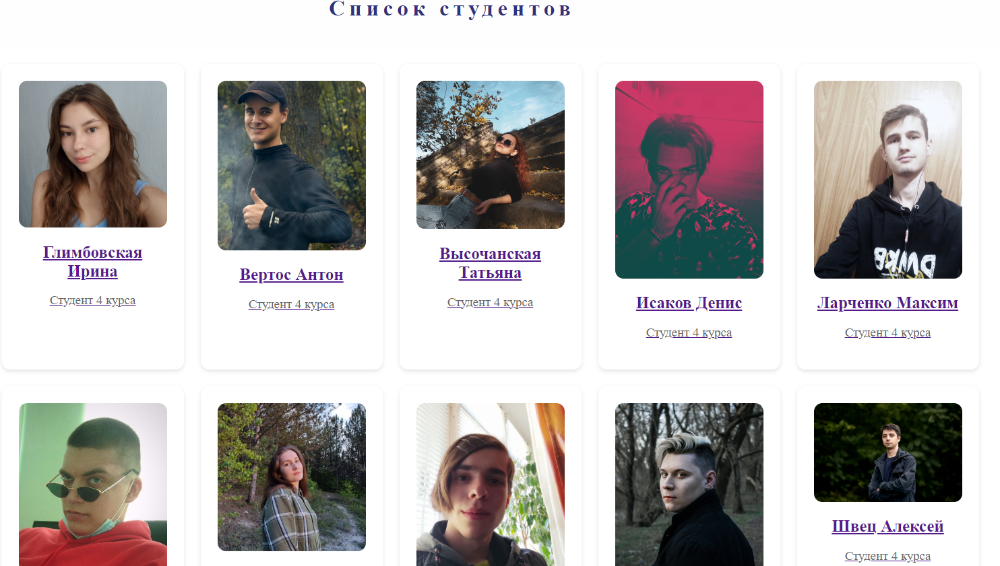 Список студентов
Глимбовская
Ирина
Студент 4 курса
Вертос Антон
Студент 4 курса
Высочанская
Татьяна
Студент 4 курса
Исаков Денис
Студент 4 курса
Ларченко Максим
Студент 4 курса
Швец Алексей
Студент 4 курса